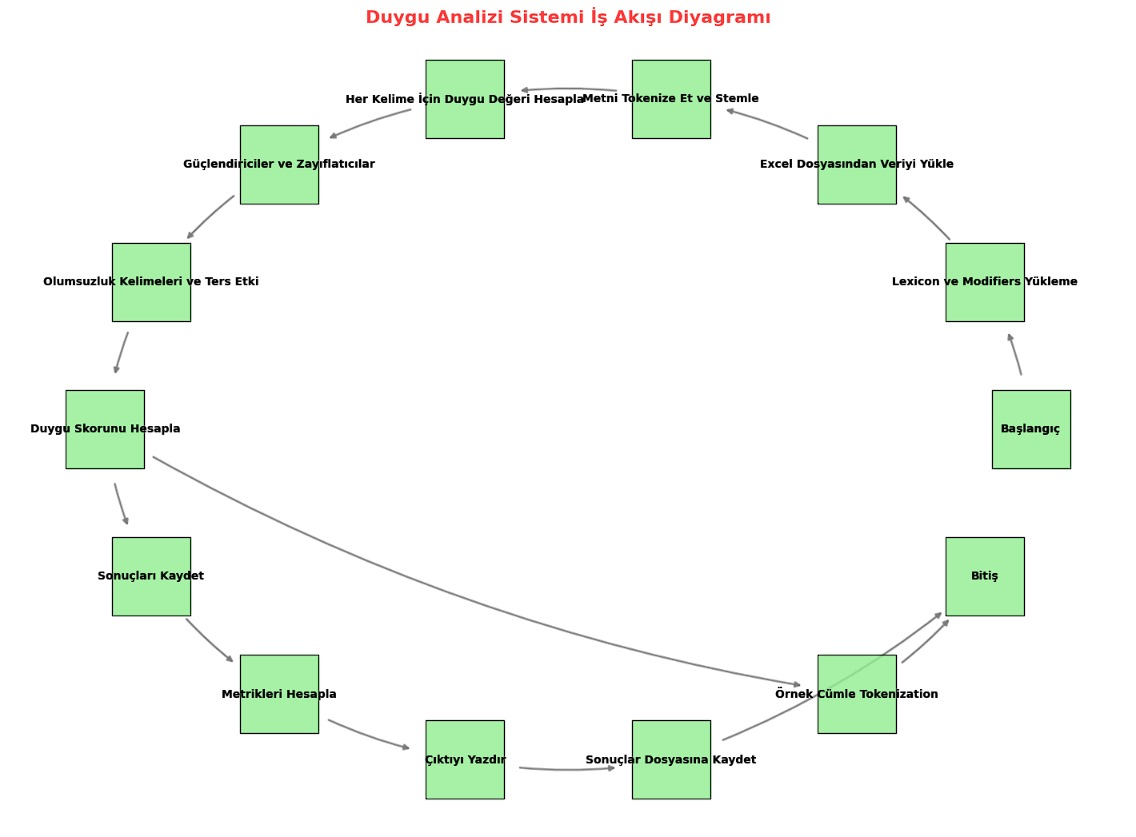 Duygu Analizi Sistemi İş Akışı Diyagramı
Her Kelime İçin Duygu Değeri Hesapla
Metni Tokenize Et ve Stemle
Güçlendiriciler ve Zayıflatıcılar
Excel Dosyasından Veriyi Yükle
Olumsuzluk Kelimeleri ve Ters Etki
Lexicon ve Modifiers Yükleme
Duygu Skorunu Hesapla
Başlangıç
Sonuçları Kaydet
Bitiş
Metrikleri Hesapla
Örnek Cümle Tokenization
Çıktıyı Yazdır
Sonuçlar Dosyasına Kaydet